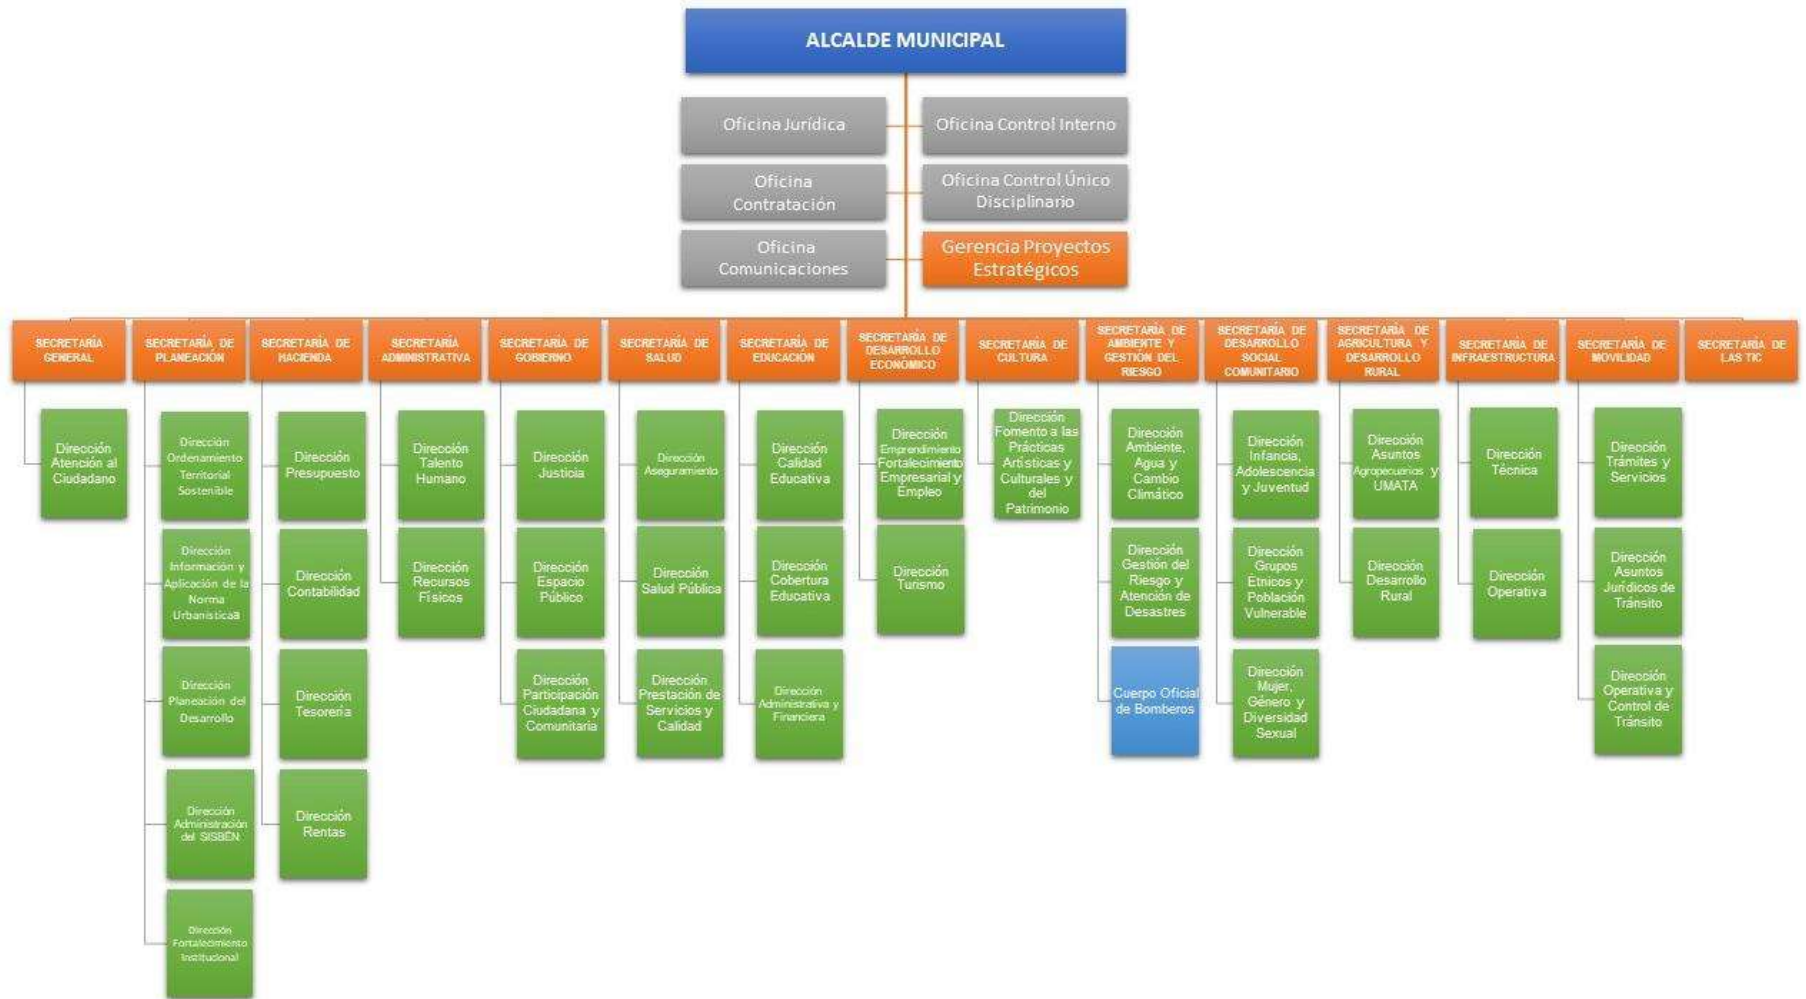 ALCALDE MUNICIPAL
Oficina Jurídica
Oficina Control Interno
Oficina
Contratación
Oficina Control Único
Disciplinario
Oficina
Comunicaciones
Gerencia Proyectos
Estratégicos
SECRETARÍA
GENERAL
SECRETARÍA DE
PLANEACIÓN
SECRETARÍA DE
HACIENDA
SECRETARÍA
ADMINISTRATIVA
SECRETARÍA DE
GOBIERNO
SECRETARÍA DE
SALUD
SECRETARÍA DE
EDUCACIÓN
SECRETARÍA DE
DESARROLLO
ECONÓMICO
SECRETARÍA DE
CULTURA
SECRETARÍA DE
AMBIENTE Y
GESTIÓN DEL
RIESGO
SECRETARÍA DE
DESARROLLO
SOCIAL
COMUNITARIO
SECRETARÍA DE
AGRICULTURA Y
DESARROLLO
RURAL
SECRETARÍA DE
INFRAESTRUCTURA
SECRETARÍA DE
MOVILIDAD
SECRETARÍA DE
LAS TIC
Dirección
Atención al
Ciudadano
Dirección
Ordenamiento
Territorial
Sostenible
Dirección
Información y
Aplicación de la
Norma
Urbanísticaa
Dirección
Planeación del
Desarrollo
Dirección
Administración
del SISBÉN
Dirección
Fortalecimiento
Institucional
Dirección
Presupuesto
Dirección
Contabilidad
Dirección
Tesorería
Dirección
Rentas
Dirección
Talento
Humano
Dirección
Recursos
Físicos
Dirección
Justicia
Dirección
Espacio
Público
Dirección
Participación
Ciudadana y
Comunitaria
Dirección
Aseguramiento
Dirección
Salud Pública
Dirección
Prestación de
Servicios y
Calidad
Dirección
Calidad
Educativa
Dirección
Cobertura
Educativa
Dirección
Administrativa y
Financiera
Dirección
Emprendimiento
Fortalecimiento
Empresarial y
Empleo
Dirección
Turismo
Dirección
Fomento a las
Prácticas
Artísticas y
Culturales y
del
Patrimonio
Dirección
Ambiente,
Agua y
Cambio
Climático
Dirección
Gestión del
Riesgo y
Atención de
Desastres
Cuerpo Oficial
de Bomberos
Dirección
Infancia,
Adolescencia
y Juventud
Dirección
Grupos
Étnicos y
Población
Vulnerable
Dirección
Mujer,
Género y
Diversidad
Sexual
Dirección
Asuntos
Agropecuarios y
UMATA
Dirección
Desarrollo
Rural
Dirección
Técnica
Dirección
Operativa
Dirección
Trámites y
Servicios
Dirección
Asuntos
Jurídicos de
Tránsito
Dirección
Operativa y
Control de
Tránsito